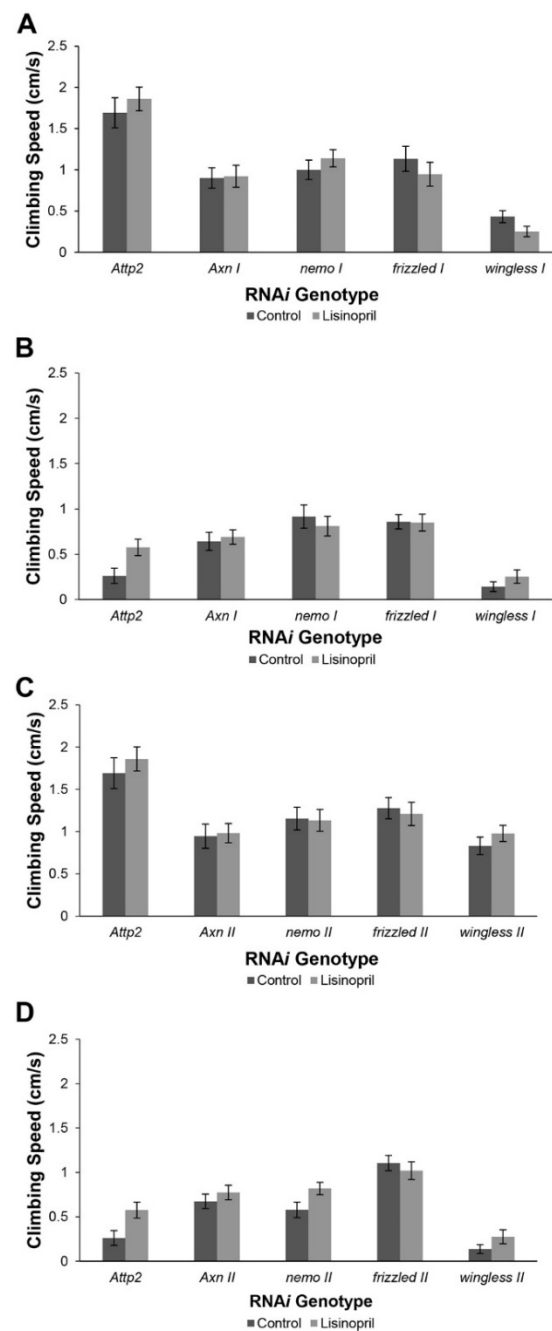 A
Climbing Speed (cm/s)
2.5
2
1.5
1
0.5
0
Attp2 Axn I nemo I frizzled I wingless I
RNAi Genotype
Control Lisinopril
B
Climbing Speed (cm/s)
2.5
2
1.5
1
0.5
0
Attp2 Axn I nemo I frizzled I wingless I
RNAi Genotype
Control Lisinopril
C
Climbing Speed (cm/s)
2.5
2
1.5
1
0.5
0
Attp2 Axn II nemo II frizzled II wingless II
RNAi Genotype
Control Lisinopril
D
Climbing Speed (cm/s)
2.5
2
1.5
1
0.5
0
Attp2 Axn II nemo II frizzled II wingless II
RNAi Genotype
Control Lisinopril